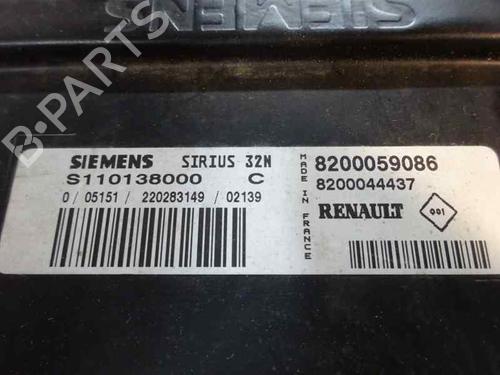 SIEMENS
B-PARTS
SIEMENS SIRIUS 32N
S110138000 C
0 / 05151 / 220283149 / 02139
MADE IN FRANCE
8200059086
8200044437
RENAULT 001